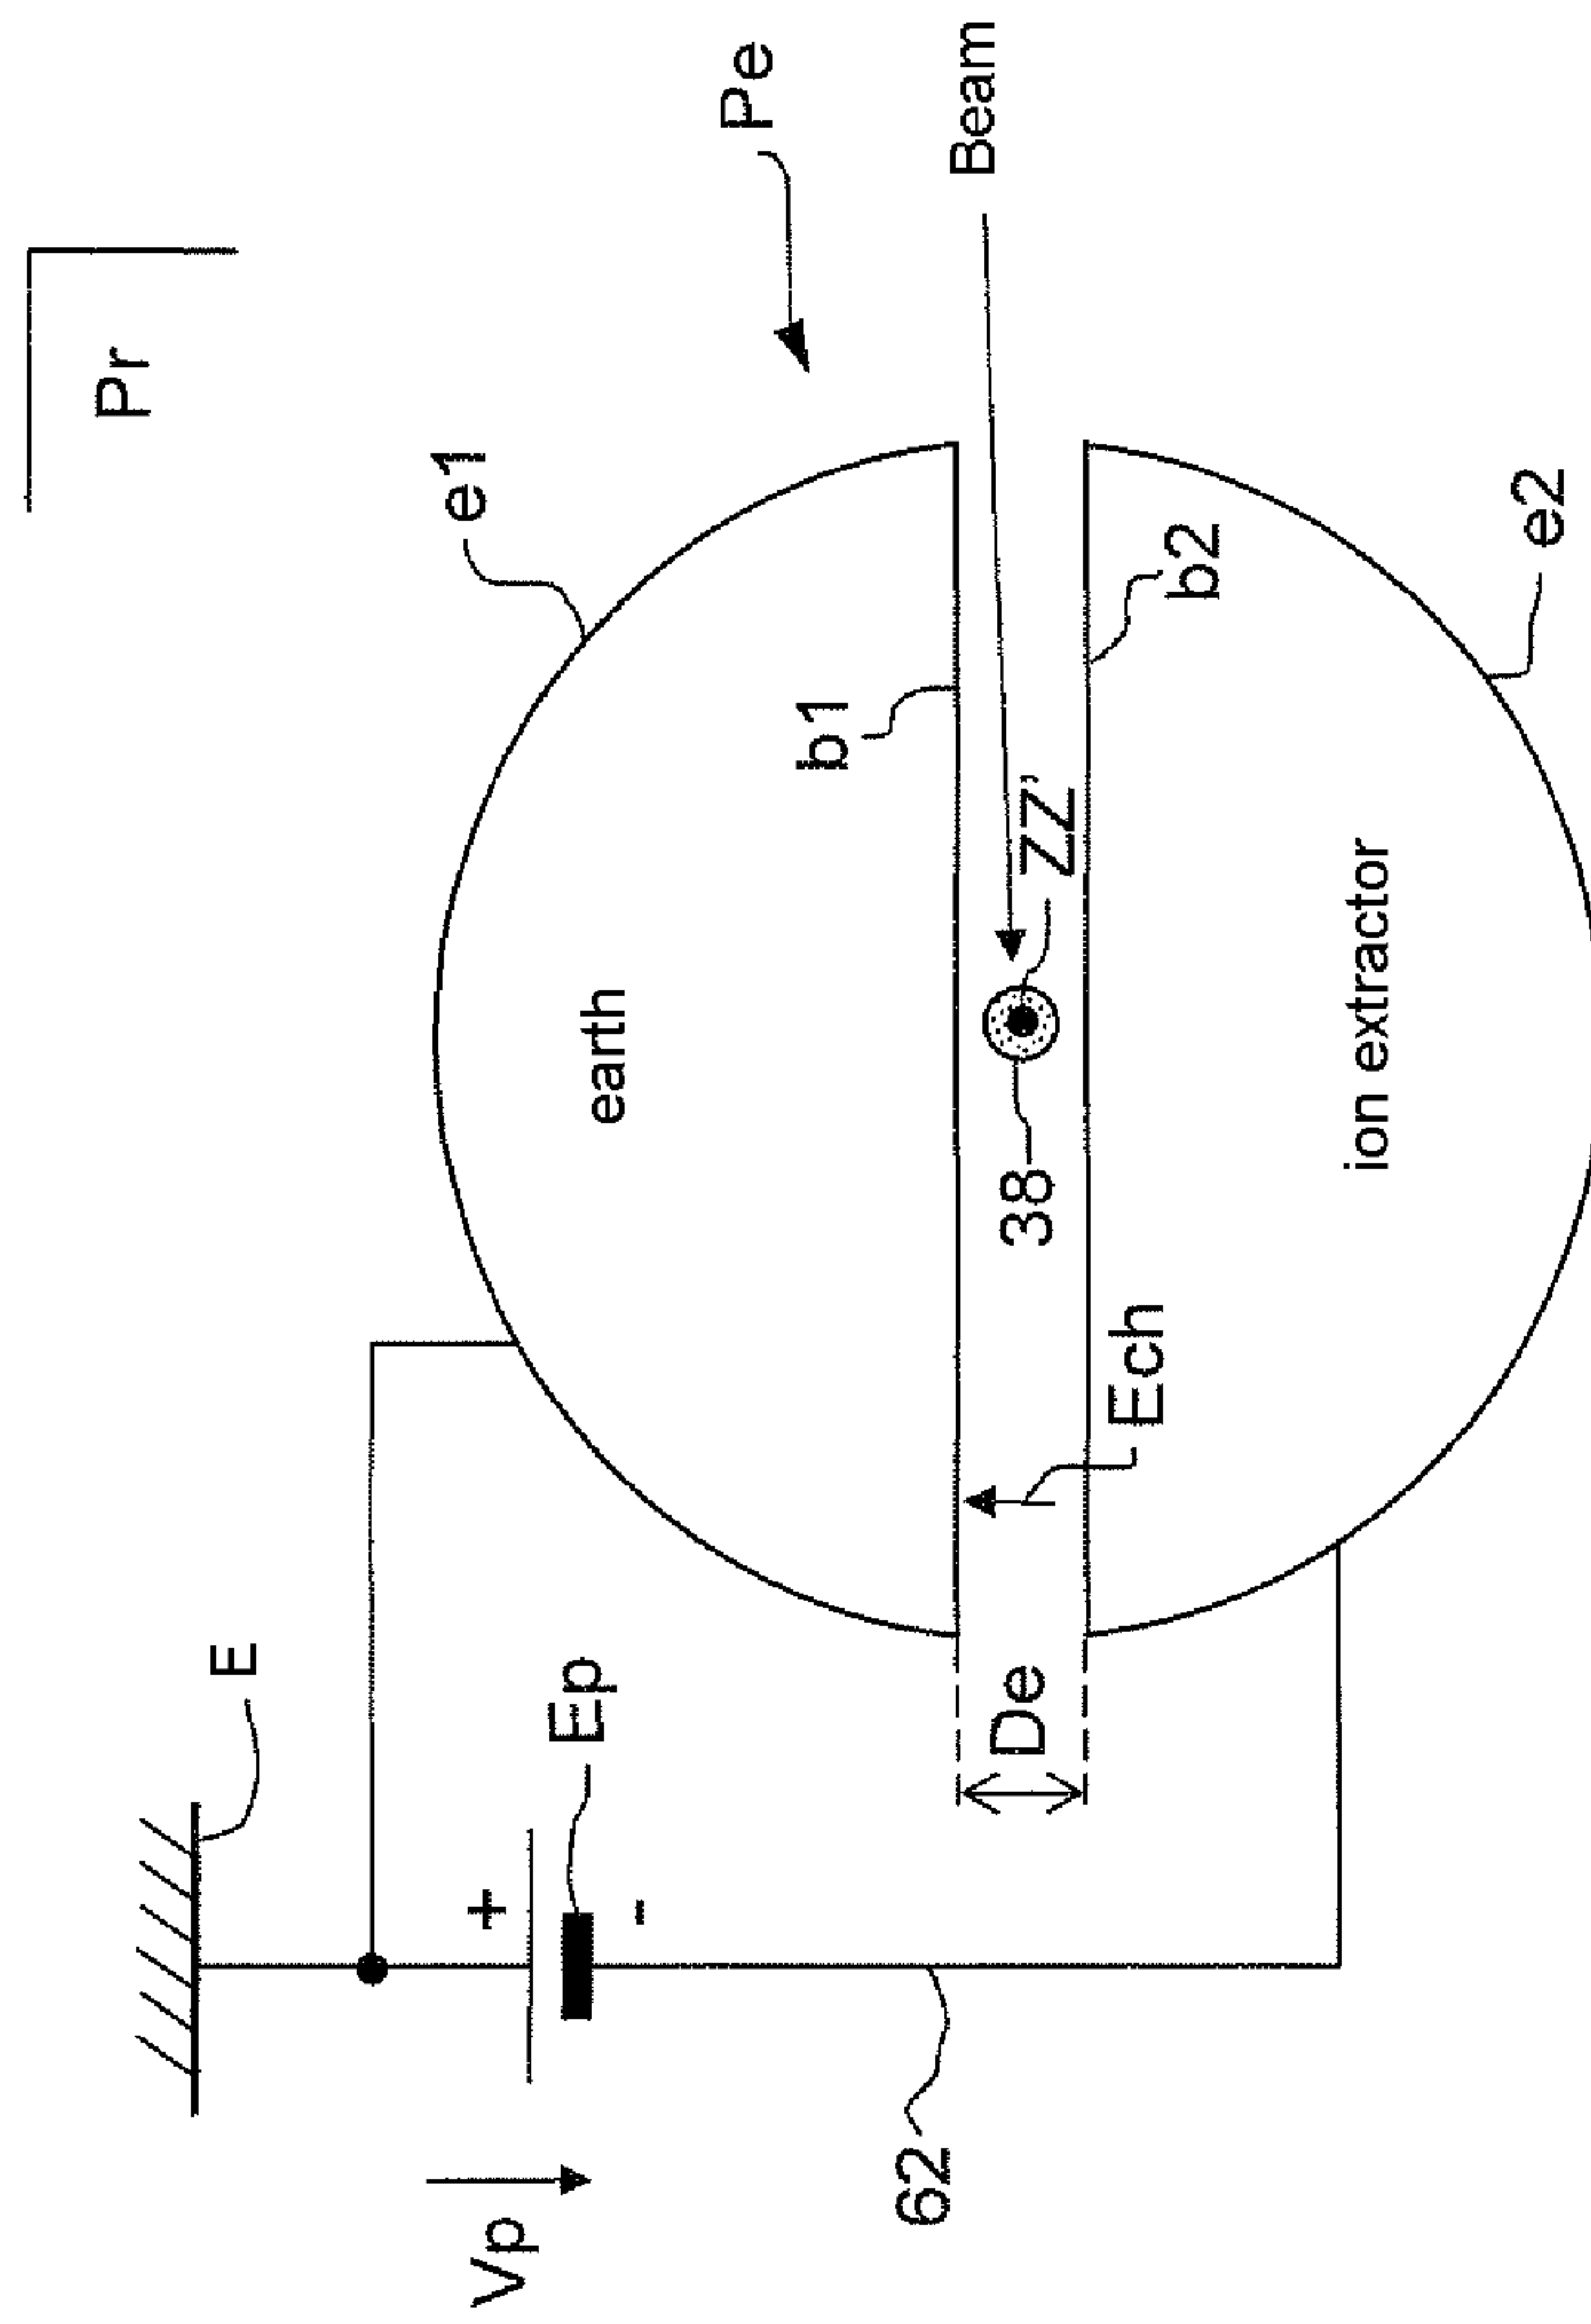 Pr
E
e1
Vp
+
Ep
earth
-
Pe
b1
62
Beam
De
38
ZZ'
Ech
b2
ion extractor
e2